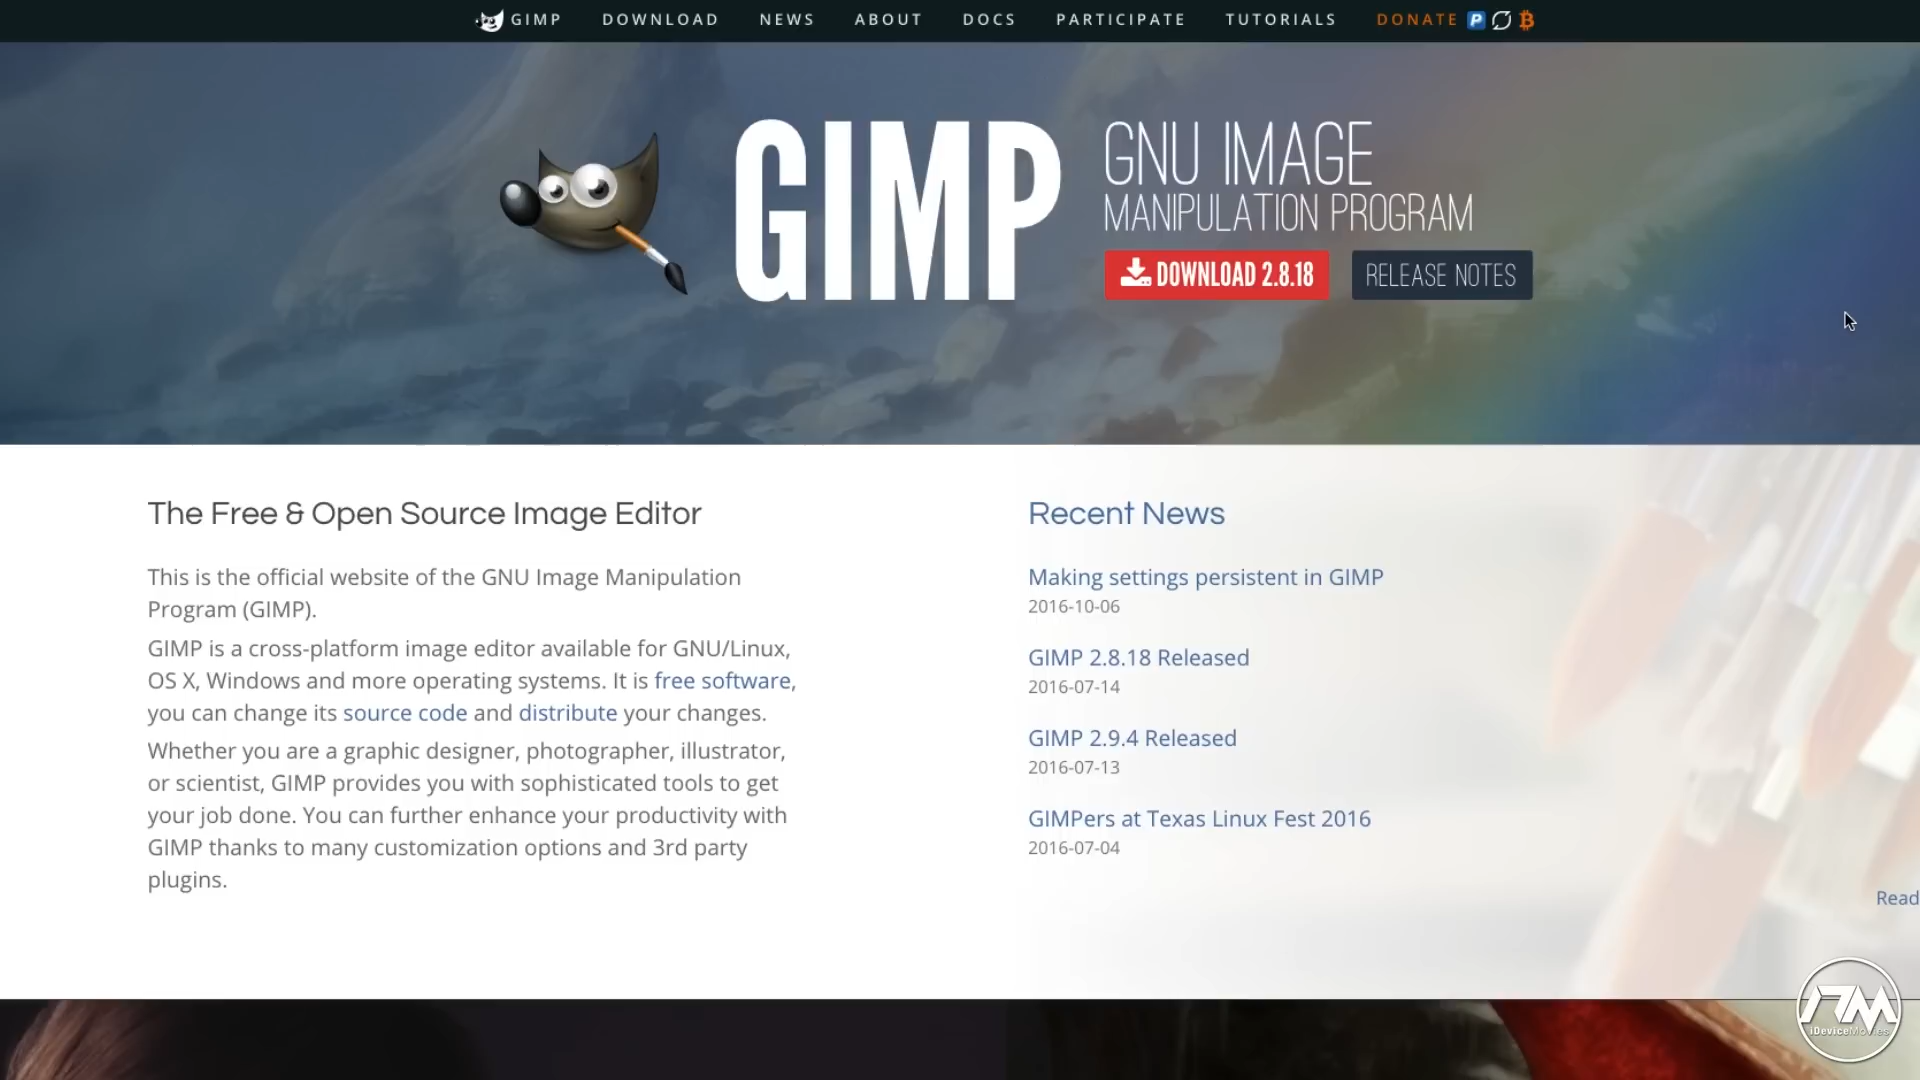 GIMP
DOWNLOAD
NEWS
ABOUT
DOCS
PARTICIPATE
TUTORIALS
DONATE
GIMP
GNU IMAGE
MANIPULATION PROGRAM
DOWNLOAD 2.8.18
RELEASE NOTES
The Free & Open Source Image Editor
This is the official website of the GNU Image Manipulation
Program (GIMP).
GIMP is a cross-platform image editor available for GNU/Linux,
OS X, Windows and more operating systems. It is free software,
you can change its source code and distribute your changes.
Whether you are a graphic designer, photographer, illustrator,
or scientist, GIMP provides you with sophisticated tools to get
your job done. You can further enhance your productivity with
GIMP thanks to many customization options and 3rd party
plugins.
Recent News
Making settings persistent in GIMP
2016-10-06
GIMP 2.8.18 Released
2016-07-14
GIMP 2.9.4 Released
2016-07-13
GIMPers at Texas Linux Fest 2016
2016-07-04
Read
iDeviceMovies